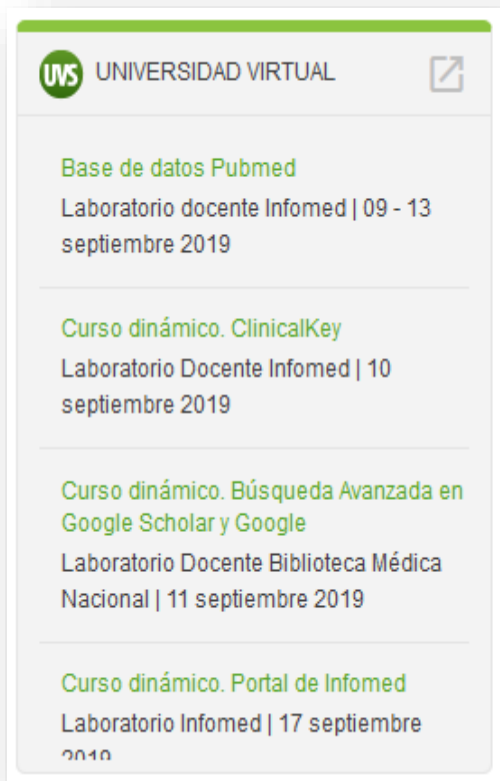 UVS UNIVERSIDAD VIRTUAL
Base de datos Pubmed
Laboratorio docente Infomed | 09 - 13
septiembre 2019
Curso dinámico. ClinicalKey
Laboratorio Docente Infomed | 10
septiembre 2019
Curso dinámico. Búsqueda Avanzada en
Google Scholar y Google
Laboratorio Docente Biblioteca Médica
Nacional | 11 septiembre 2019
Curso dinámico. Portal de Infomed
Laboratorio Infomed | 17 septiembre
2019